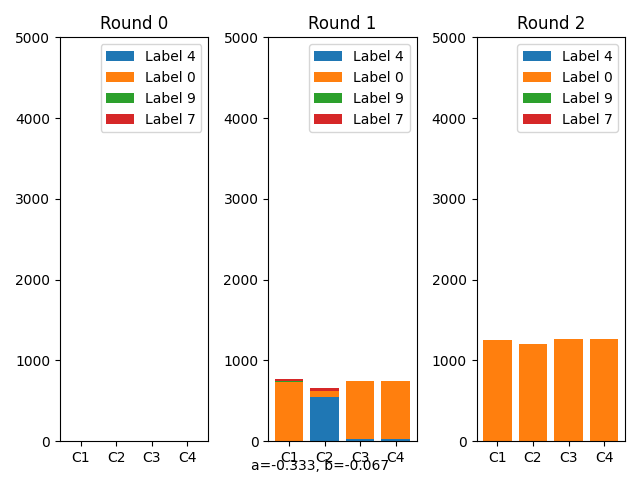 Round 0
Round 1
Round 2
5000
4000
3000
2000
1000
0
Label 4
Label 0
Label 9
Label 7
C1 C2 C3 C4
5000
4000
3000
2000
1000
0
Label 4
Label 0
Label 9
Label 7
C1 C2 C3 C4
5000
4000
3000
2000
1000
0
Label 4
Label 0
Label 9
Label 7
C1 C2 C3 C4
a=-0.333, b=-0.067